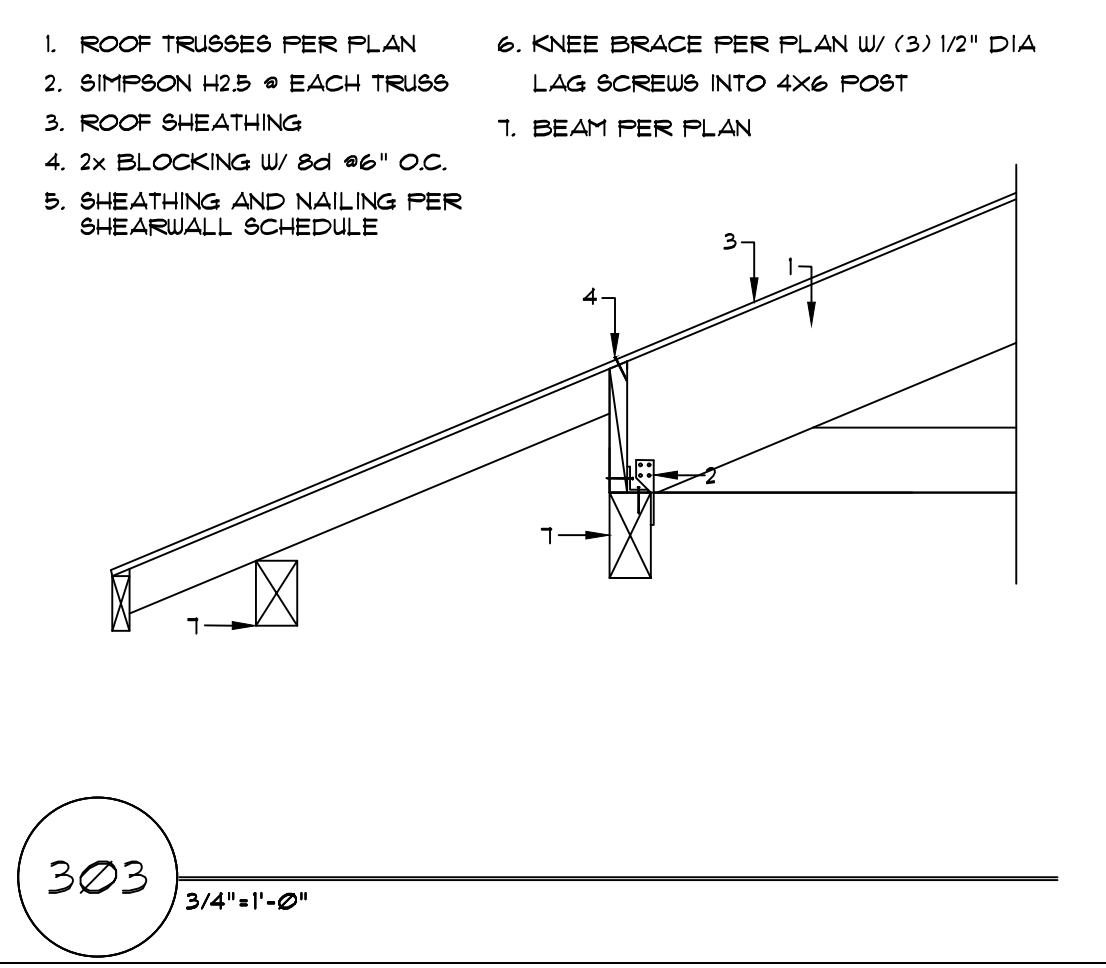 1. ROOF TRUSSES PER PLAN
2. SIMPSON H2.5 @ EACH TRUSS
3. ROOF SHEATHING
4. 2x BLOCKING W/ 8d @6" O.C.
5. SHEATHING AND NAILING PER
SHEARWALL SCHEDULE
6. KNEE BRACE PER PLAN W/ (3) 1/2" DIA
LAG SCREWS INTO 4X6 POST
7. BEAM PER PLAN
3
1
4
2
7
7
303
3/4"=1'-0"